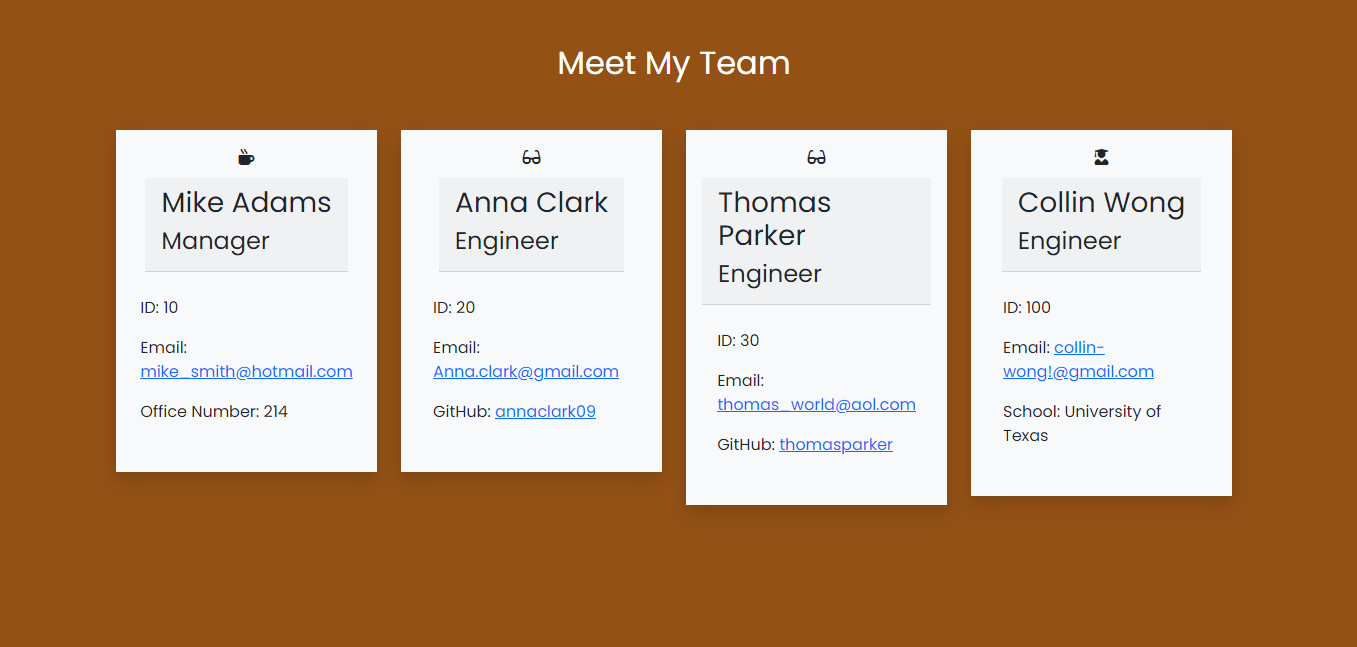 Meet My Team
Mike Adams
Manager
ID: 10
Email:
mike_smith@hotmail.com
Office Number: 214
Anna Clark
Engineer
ID: 20
Email:
Anna.clark@gmail.com
GitHub: annaclark09
Thomas
Parker
Engineer
ID: 30
Email:
thomas_world@aol.com
GitHub: thomasparker
Collin Wong
Engineer
ID: 100
Email: collin-
wong!@gmail.com
School: University of
Texas